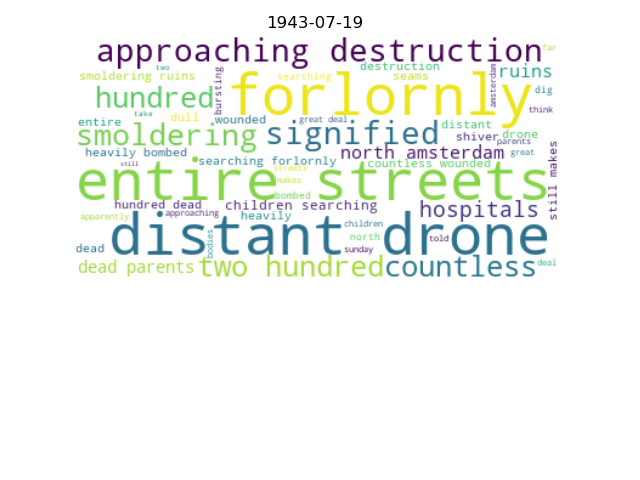 1943-07-19
approaching destruction far
smoldering ruins two bursting searching destruction seams amsterdam ruins
hundred forlornly dig
take dull wounded great deal think
entire smoldering signified distant shiver drone parents
heavily bombed searching forlornly north amsterdam countless wounded great still makes
still entire streets streets makes bombed
hundred dead children searching hospitals
apparently approaching heavily children
dead distant drone bodies north sunday told
dead parents two hundred countless deal